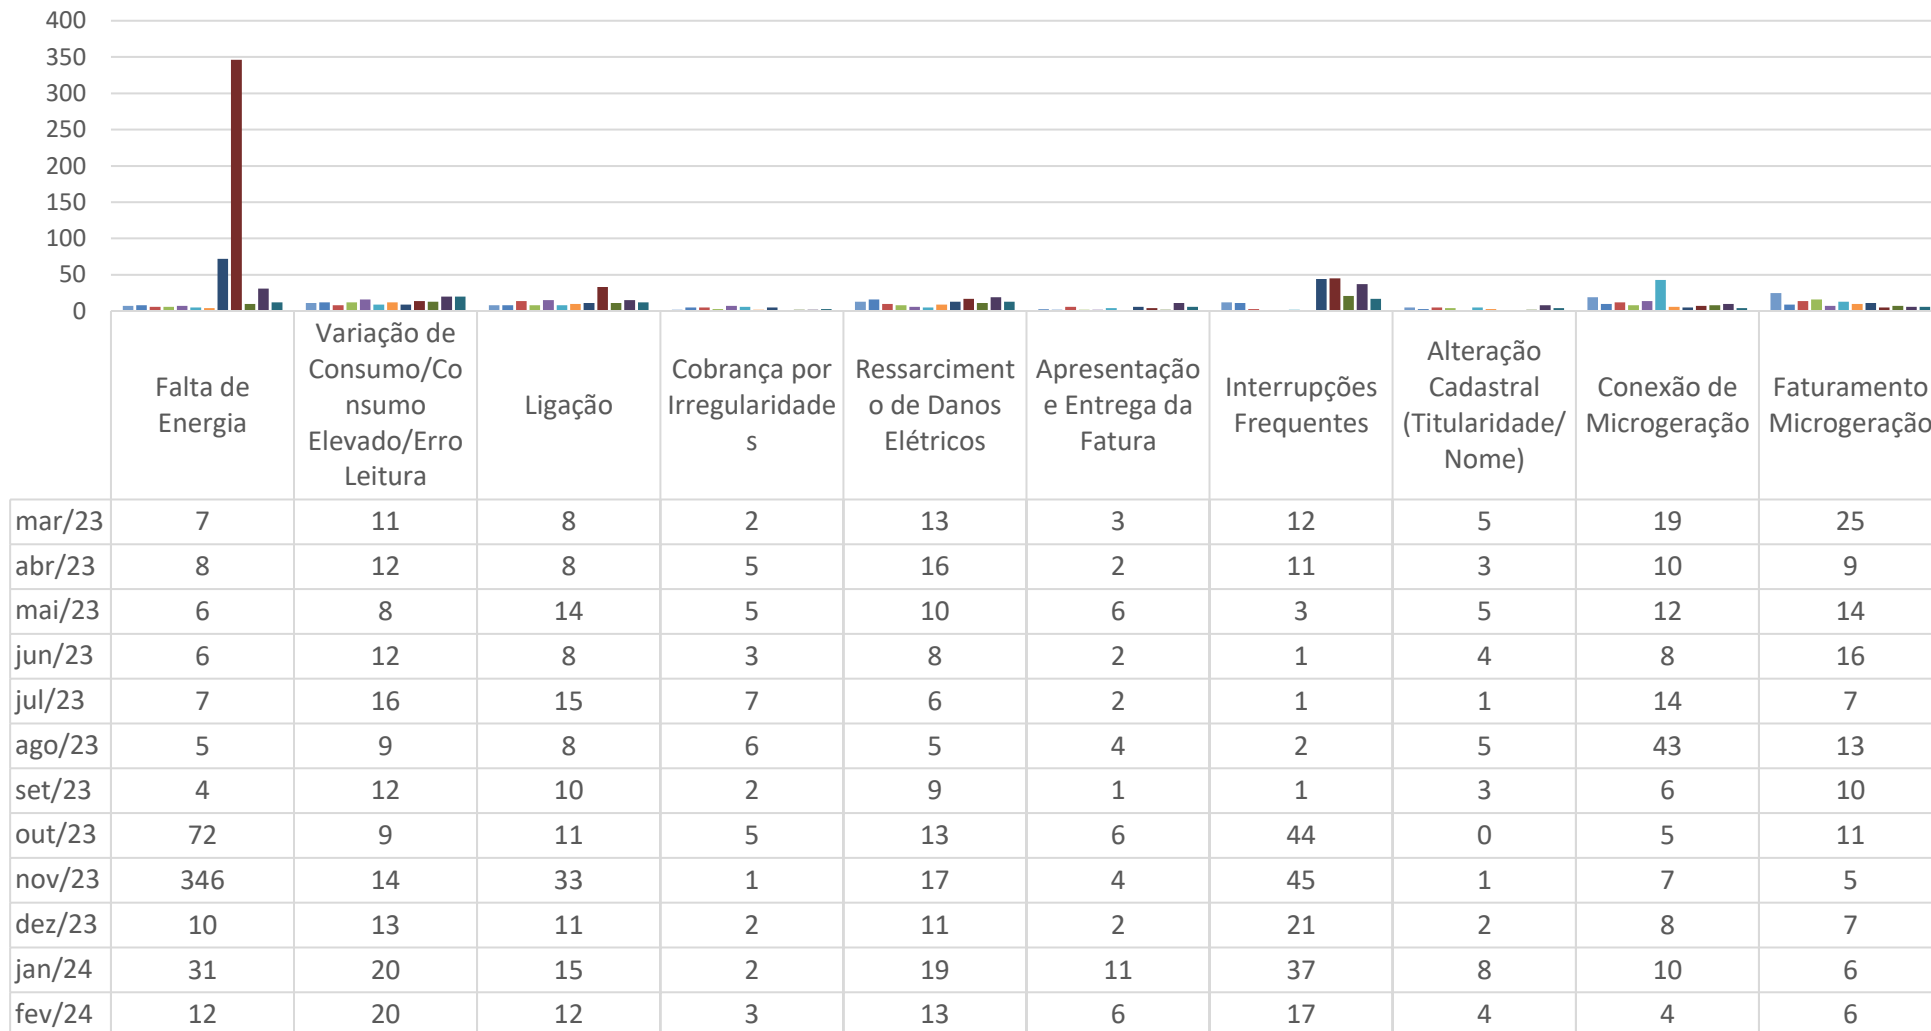 400
350
300
250
200
150
100
50
0
Falta de
Energia
Variação de
Consumo/Co
nsumo
Elevado/Erro
Leitura
Ligação
Cobrança por
Irregularidade
s
Ressarciment
o de Danos
Elétricos
Apresentação
e Entrega da
Fatura
Interrupções
Frequentes
Alteração
Cadastral
(Titularidade/
Nome)
Conexão de
Microgeração
Faturamento
Microgeração
mar/23 7 11 8 2 13 3 12 5 19 25
abr/23 8 12 8 5 16 2 11 3 10 9
mai/23 6 8 14 5 10 6 3 5 12 14
jun/23 6 12 8 3 8 2 1 4 8 16
jul/23 7 16 15 7 6 2 1 1 14 7
ago/23 5 9 8 6 5 4 2 5 43 13
set/23 4 12 10 2 9 1 1 3 6 10
out/23 72 9 11 5 13 6 44 0 5 11
nov/23 346 14 33 1 17 4 45 1 7 5
dez/23 10 13 11 2 11 2 21 2 8 7
jan/24 31 20 15 2 19 11 37 8 10 6
fev/24 12 20 12 3 13 6 17 4 4 6